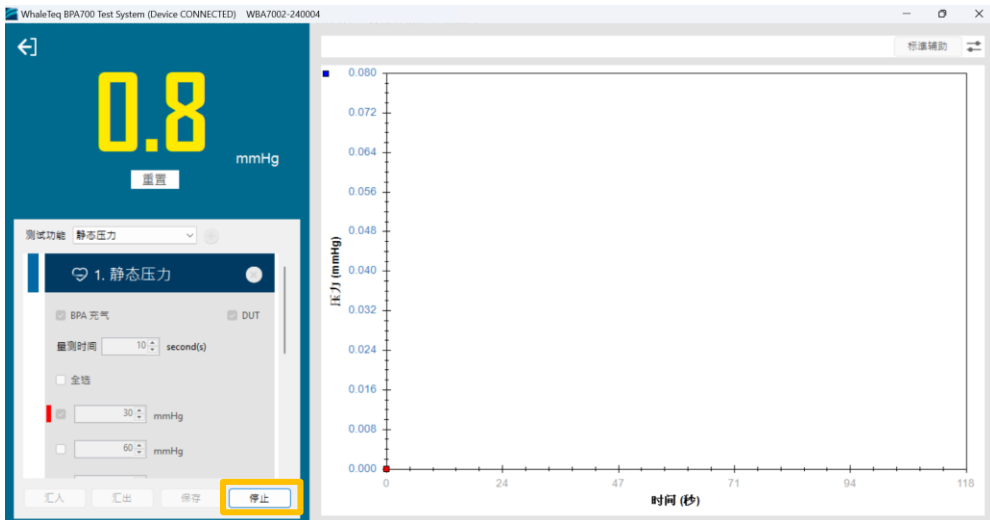 WhaleTeq BPA700 Test System (Device CONNECTED) WBA7002-240004
标准辅助
0.8
mmHg
重置
测试功能 静态压力
1. 静态压力
BPA 充气 DUT
量测时间 10 second(s)
全选
30 mmHg
60 mmHg
汇入 汇出 保存 停止
压力 (mmHg)
0.080
0.072
0.064
0.056
0.048
0.040
0.032
0.024
0.016
0.008
0.000
0 24 47 71 94 118
时间 (秒)